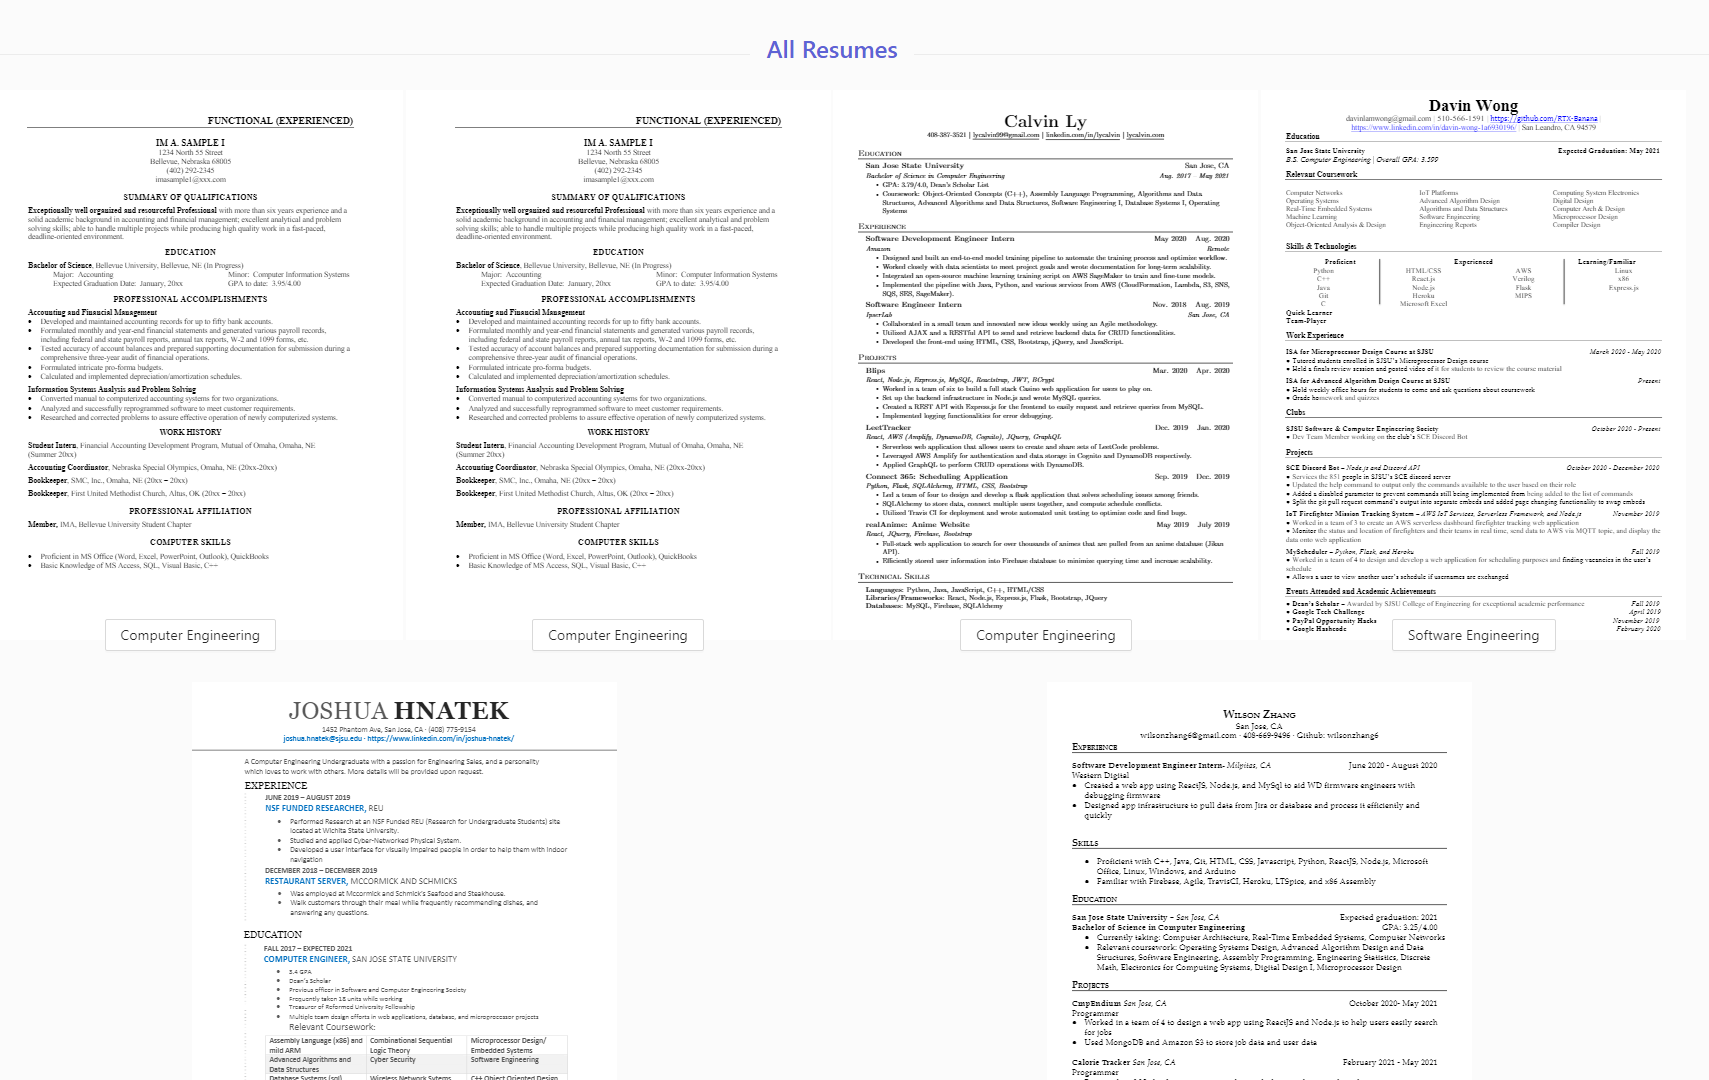 All Resumes
FUNCTIONAL (EXPERIENCED)
IM A. SAMPLE I
1234 North 55 Street
Bellevue, Nebraska 68005
(402) 292-2345
imasample1@xxx.com
SUMMARY OF QUALIFICATIONS
Exceptionally well organized and resourceful Professional with more than six years experience and a
solid academic background in accounting and financial management; excellent analytical and problem
solving skills; able to handle multiple projects while producing high quality work in a fast-paced,
deadline-oriented environment.
EDUCATION
Bachelor of Science, Bellevue University, Bellevue, NE (In Progress)
Major: Accounting Minor: Computer Information Systems
Expected Graduation Date: January, 20xx GPA to date: 3.95/4.00
PROFESSIONAL ACCOMPLISHMENTS
Accounting and Financial Management
• Developed and maintained accounting records for up to fifty bank accounts.
• Formulated monthly and year-end financial statements and generated various payroll records,
including federal and state payroll reports, annual tax reports, W-2 and 1099 forms, etc.
• Tested accuracy of account balances and prepared supporting documentation for submission during a
comprehensive three-year audit of financial operations.
• Formulated intricate pro-forma budgets.
• Calculated and implemented depreciation/amortization schedules.
Information Systems Analysis and Problem Solving
• Converted manual to computerized accounting systems for two organizations.
• Analyzed and successfully reprogrammed software to meet customer requirements.
• Researched and corrected problems to assure effective operation of newly computerized systems.
WORK HISTORY
Student Intern, Financial Accounting Development Program, Mutual of Omaha, Omaha, NE
(Summer 20xx)
Accounting Coordinator, Nebraska Special Olympics, Omaha, NE (20xx-20xx)
Bookkeeper, SMC, Inc., Omaha, NE (20xx – 20xx)
Bookkeeper, First United Methodist Church, Altus, OK (20xx – 20xx)
PROFESSIONAL AFFILIATION
Member, IMA, Bellevue University Student Chapter
COMPUTER SKILLS
• Proficient in MS Office (Word, Excel, PowerPoint, Outlook), QuickBooks
• Basic Knowledge of MS Access, SQL, Visual Basic, C++
Computer Engineering
FUNCTIONAL (EXPERIENCED)
IM A. SAMPLE I
1234 North 55 Street
Bellevue, Nebraska 68005
(402) 292-2345
imasample1@xxx.com
SUMMARY OF QUALIFICATIONS
Exceptionally well organized and resourceful Professional with more than six years experience and a
solid academic background in accounting and financial management; excellent analytical and problem
solving skills; able to handle multiple projects while producing high quality work in a fast-paced,
deadline-oriented environment.
EDUCATION
Bachelor of Science, Bellevue University, Bellevue, NE (In Progress)
Major: Accounting Minor: Computer Information Systems
Expected Graduation Date: January, 20xx GPA to date: 3.95/4.00
PROFESSIONAL ACCOMPLISHMENTS
Accounting and Financial Management
• Developed and maintained accounting records for up to fifty bank accounts.
• Formulated monthly and year-end financial statements and generated various payroll records,
including federal and state payroll reports, annual tax reports, W-2 and 1099 forms, etc.
• Tested accuracy of account balances and prepared supporting documentation for submission during a
comprehensive three-year audit of financial operations.
• Formulated intricate pro-forma budgets.
• Calculated and implemented depreciation/amortization schedules.
Information Systems Analysis and Problem Solving
• Converted manual to computerized accounting systems for two organizations.
• Analyzed and successfully reprogrammed software to meet customer requirements.
• Researched and corrected problems to assure effective operation of newly computerized systems.
WORK HISTORY
Student Intern, Financial Accounting Development Program, Mutual of Omaha, Omaha, NE
(Summer 20xx)
Accounting Coordinator, Nebraska Special Olympics, Omaha, NE (20xx-20xx)
Bookkeeper, SMC, Inc., Omaha, NE (20xx – 20xx)
Bookkeeper, First United Methodist Church, Altus, OK (20xx – 20xx)
PROFESSIONAL AFFILIATION
Member, IMA, Bellevue University Student Chapter
COMPUTER SKILLS
• Proficient in MS Office (Word, Excel, PowerPoint, Outlook), QuickBooks
• Basic Knowledge of MS Access, SQL, Visual Basic, C++
Computer Engineering
Calvin Ly
408-387-3521 | lycalvin99@gmail.com | linkedin.com/in/lycalvin | lycalvin.com
EDUCATION
San Jose State University San Jose, CA
Bachelor of Science in Computer Engineering Aug. 2017 – May 2021
• GPA: 3.79/4.0, Dean's Scholar List
• Coursework: Object-Oriented Concepts (C++), Assembly Language Programming, Algorithms and Data
Structures, Advanced Algorithms and Data Structures, Software Engineering I, Database Systems I, Operating
Systems
EXPERIENCE
Software Development Engineer Intern May 2020 – Aug. 2020
Amazon Remote
• Designed and built an end-to-end model training pipeline to automate the training process and optimize workflow.
• Worked closely with data scientists to meet project goals and wrote documentation for long-term scalability.
• Integrated an open-source machine learning training script on AWS SageMaker to train and fine-tune models.
• Implemented the pipeline with Java, Python, and various services from AWS (CloudFormation, Lambda, S3, SNS,
SQS, SFS, SageMaker).
Software Engineer Intern Nov. 2018 – Aug. 2019
IpserLab San Jose, CA
• Collaborated in a small team and innovated new ideas weekly using an Agile methodology.
• Utilized AJAX and a RESTful API to send and retrieve backend data for CRUD functionalities.
• Developed the front-end using HTML, CSS, Bootstrap, jQuery, and JavaScript.
PROJECTS
Blips Mar. 2020 – Apr. 2020
React, Node.js, Express.js, MySQL, Reactstrap, JWT, BCrypt
• Worked in a team of six to build a full stack Casino web application for users to play on.
• Set up the backend infrastructure in Node.js and wrote MySQL queries.
• Created a REST API with Express.js for the frontend to easily request and retrieve queries from MySQL.
• Implemented logging functionalities for error debugging.
LeetTracker Dec. 2019 – Jan. 2020
React, AWS (Amplify, DynamoDB, Cognito), JQuery, GraphQL
• Serverless web application that allows users to create and share sets of LeetCode problems.
• Leveraged AWS Amplify for authentication and data storage in Cognito and DynamoDB respectively.
• Applied GraphQL to perform CRUD operations with DynamoDB.
Connect 365: Scheduling Application Sep. 2019 – Dec. 2019
Python, Flask, SQLAlchemy, HTML, CSS, Bootstrap
• Led a team of four to design and develop a flask application that solves scheduling issues among friends.
• SQLAlchemy to store data, connect multiple users together, and compute schedule conflicts.
• Utilized Travis CI for deployment and wrote automated unit testing to optimize code and find bugs.
realAnime: Anime Website May 2019 – July 2019
React, JQuery, Firebase, Bootstrap
• Full-stack web application to search for over thousands of animes that are pulled from an anime database (Jikan
API).
• Efficiently stored user information into Firebase database to minimize querying time and increase scalability.
TECHNICAL SKILLS
Languages: Python, Java, JavaScript, C++, HTML/CSS
Libraries/Frameworks: React, Node.js, Express.js, Flask, Bootstrap, JQuery
Databases: MySQL, Firebase, SQLAlchemy
Computer Engineering
Davin Wong
davinlamwong@gmail.com | 510-566-1591 | https://github.com/RTX-Banana |
https://www.linkedin.com/in/davin-wong-1a6930196/ | San Leandro, CA 94579
Education
San Jose State University Expected Graduation: May 2021
B.S. Computer Engineering | Overall GPA: 3.599
Relevant Coursework
Computer Networks IoT Platforms Computing System Electronics
Operating Systems Advanced Algorithm Design Digital Design
Real-Time Embedded Systems Algorithms and Data Structures Computer Arch & Design
Machine Learning Software Engineering Microprocessor Design
Object-Oriented Analysis & Design Engineering Reports Compiler Design
Skills & Technologies
Proficient Experienced Learning/Familiar
Python HTML/CSS AWS Linux
C++ React.js Verilog x86
Java Node.js Flask Express.js
Git Heroku MIPS
C Microsoft Excel
Quick Learner
Team-Player
Work Experience
ISA for Microprocessor Design Course at SJSU March 2020 - May 2020
● Tutored students enrolled in SJSU's Microprocessor Design course
● Held a finals review session and posted video of it for students to review the course material
ISA for Advanced Algorithm Design Course at SJSU Present
● Held weekly office hours for students to come and ask questions about coursework
● Grade homework and quizzes
Clubs
SJSU Software & Computer Engineering Society October 2020 - Present
● Dev Team Member working on the club's SCE Discord Bot
Projects
SCE Discord Bot – Node.js and Discord API October 2020 - December 2020
● Services the 851 people in SJSU's SCE discord server
● Updated the help command to output only the commands available to the user based on their role
● Added a disabled parameter to prevent commands still being implemented from being added to the list of commands
● Split the git pull request command's output into separate embeds and added page changing functionality to swap embeds
IoT Firefighter Mission Tracking System – AWS IoT Services, Serverless Framework, and Node.js November 2019
● Worked in a team of 3 to create an AWS serverless dashboard firefighter tracking web application
● Monitor the status and location of firefighters and their teams in real time, send data to AWS via MQTT topic, and display the
data onto web application
MyScheduler – Python, Flask, and Heroku Fall 2019
● Worked in a team of 4 to design and develop a web application for scheduling purposes and finding vacancies in the user's
schedule
● Allows a user to view another user's schedule if usernames are exchanged
Events Attended and Academic Achievements
● Dean's Scholar – Awarded by SJSU College of Engineering for exceptional academic performance Fall 2019
● Google Tech Challenge April 2019
● PayPal Opportunity Hacks November 2019
● Google Hashcode February 2020
Software Engineering
JOSHUA HNATEK
1452 Phantom Ave, San Jose, CA · (408) 775-9154
joshua.hnatek@sjsu.edu · https://www.linkedin.com/in/joshua-hnatek/
A Computer Engineering Undergraduate with a passion for Engineering Sales, and a personality
which loves to work with others. More details will be provided upon request.
EXPERIENCE
JUNE 2019 – AUGUST 2019
NSF FUNDED RESEARCHER, REU
• Performed Research at an NSF Funded REU (Research for Undergraduate Students) site
located at Wichita State University.
• Studied and applied Cyber-Networked Physical System.
• Developed a user interface for visually impaired people in order to help them with indoor
navigation
DECEMBER 2018 – DECEMBER 2019
RESTAURANT SERVER, MCCORMICK AND SCHMICKS
• Was employed at Mccormick and Schmick's Seafood and Steakhouse.
• Walk customers through their meal while frequently recommending dishes, and
answering any questions.
EDUCATION
FALL 2017 – EXPECTED 2021
COMPUTER ENGINEER, SAN JOSE STATE UNIVERSITY
• 3.4 GPA
• Dean's Scholar
• Previous officer in Software and Computer Engineering Society
• Frequently taken 18 units while working
• Treasurer of Reformed University Fellowship
• Multiple team design efforts in web applications, database, and microprocessor projects
Relevant Coursework:
Assembly Language (x86) and Combinational Sequential Microprocessor Design/
mild ARM Logic Theory Embedded Systems
Advanced Algorithms and Cyber Security Software Engineering
Data Structures
Database Systems (sql) Wireless Network Sytems C++ Object Oriented Design
WILSON ZHANG
San Jose, CA
wilsonzhang6@gmail.com · 408-669-9496 · Github: wilsonzhang6
EXPERIENCE
Software Development Engineer Intern- Milpitas, CA June 2020 - August 2020
Western Digital
• Created a web app using ReactJS, Node.js, and MySql to aid WD firmware engineers with
debugging firmware
• Designed app infrastructure to pull data from Jira or database and process it efficiently and
quickly
SKILLS
• Proficient with C++, Java, Git, HTML, CSS, Javascript, Python, ReactJS, Node.js, Microsoft
Office, Linux, Windows, and Arduino
• Familiar with Firebase, Agile, TravisCI, Heroku, LTSpice, and x86 Assembly
EDUCATION
San Jose State University – San Jose, CA Expected graduation: 2021
Bachelor of Science in Computer Engineering GPA: 3.25/4.00
• Currently taking: Computer Architecture, Real-Time Embedded Systems, Computer Networks
• Relevant coursework: Operating Systems Design, Advanced Algorithm Design and Data
Structures, Software Engineering, Assembly Programming, Engineering Statistics, Discrete
Math, Electronics for Computing Systems, Digital Design I, Microprocessor Design
PROJECTS
CmpEndium San Jose, CA October 2020- May 2021
Programmer
• Worked in a team of 4 to design a web app using ReactJS and Node.js to help users easily search
for jobs
• Used MongoDB and Amazon S3 to store job data and user data
Calorie Tracker San Jose, CA February 2021 - May 2021
Programmer